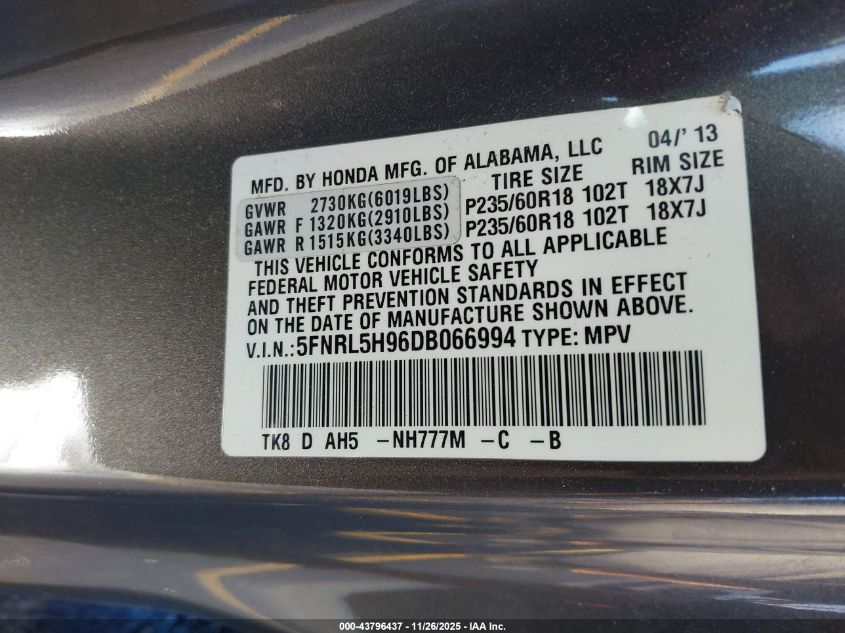 MFD. BY HONDA MFG. OF ALABAMA, LLC 04/' 13
TIRE SIZE RIM SIZE
GVWR 2730KG(6019LBS)
GAWR F 1320KG(2910LBS) P235/60R18 102T 18X7J
GAWR R 1515KG(3340LBS) P235/60R18 102T 18X7J
THIS VEHICLE CONFORMS TO ALL APPLICABLE
FEDERAL MOTOR VEHICLE SAFETY
AND THEFT PREVENTION STANDARDS IN EFFECT
ON THE DATE OF MANUFACTURE SHOWN ABOVE.
V.I.N.:5FNRL5H96DB066994 TYPE: MPV
TK8 D AH5 -NH777M -C -B
000-43796437 - 11/26/2025 - IAA Inc.